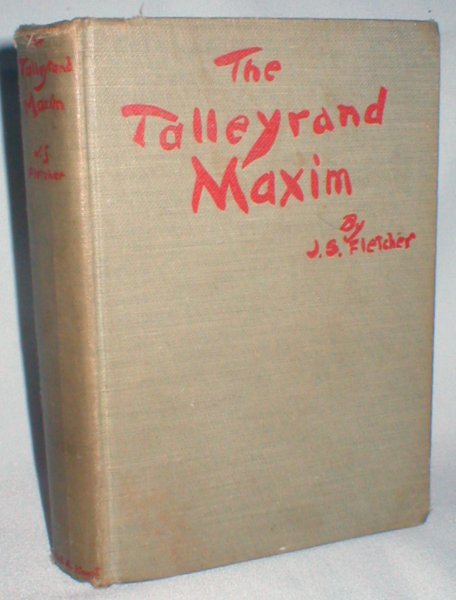 The
Talleyrand
Maxim
By
J. S. Fletcher
The
Talleyrand
Maxim
J. S.
Fletcher